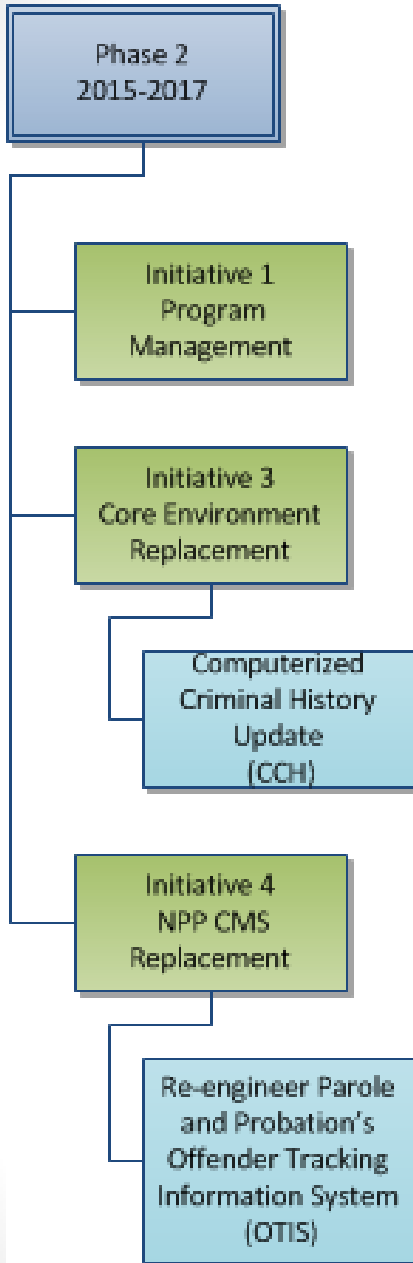 Phase 2
2015-2017
Initiative 1
Program
Management
Initiative 3
Core Environment
Replacement
Computerized
Criminal History
Update
(CCH)
Initiative 4
NPP CMS
Replacement
Re-engineer Parole
and Probation's
Offender Tracking
Information System
(OTIS)